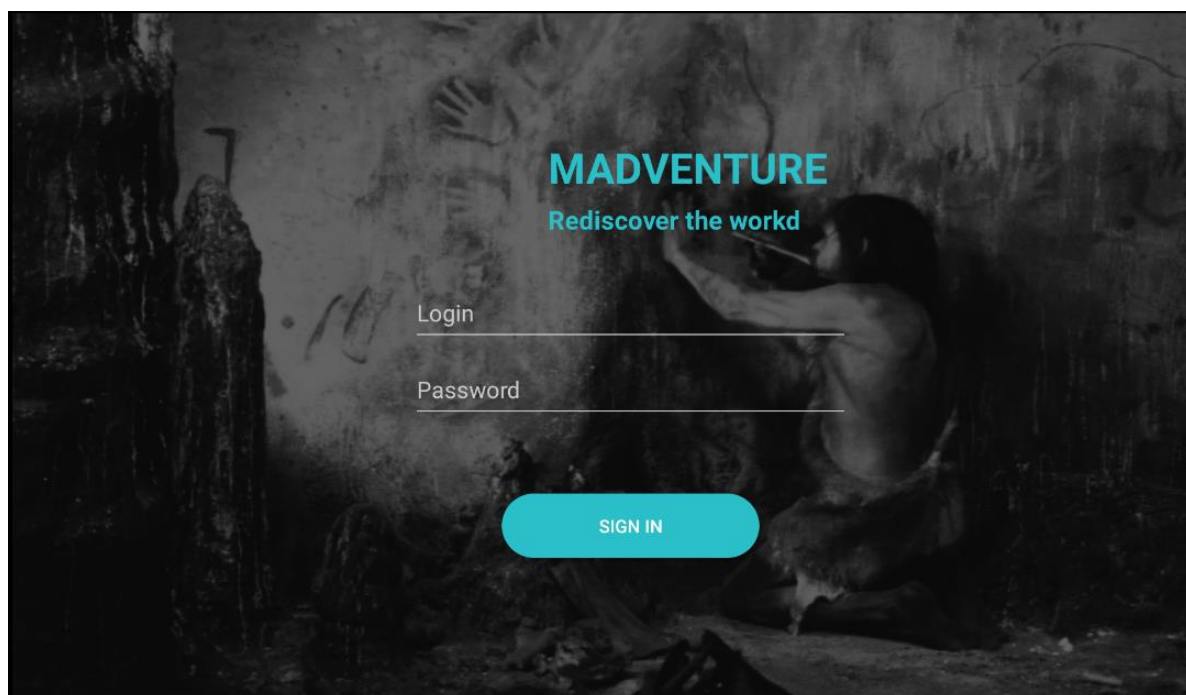 MADVENTURE
Rediscover the workd
Login
Password
SIGN IN